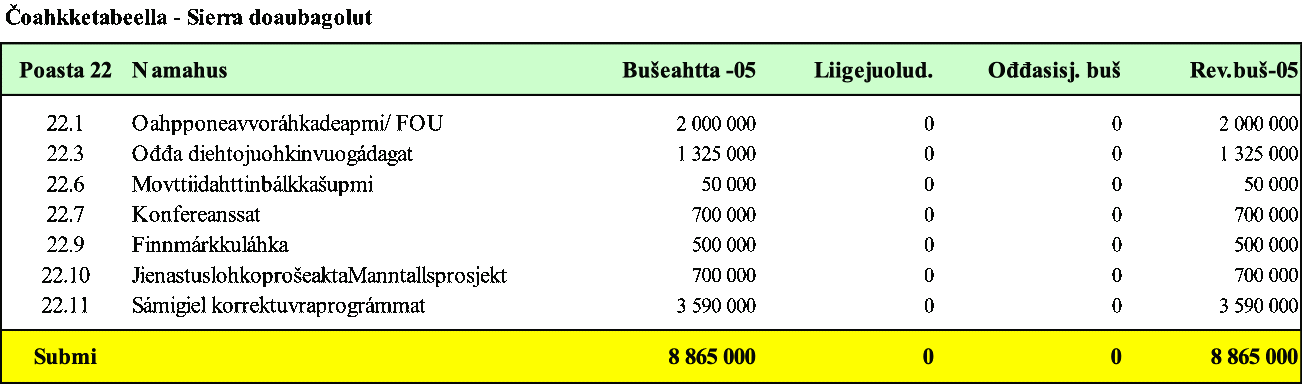 Čoahkketabeella - Sierra doaubagolut
Poasta 22 Namahus Bušeahtta -05 Liigejuolud. Ođđasisj. buš Rev.buš-05
22.1 Oahpponeavvoráhkadeapmi/ FOU 2 000 000 0 0 2 000 000
22.3 Ođđa diehtojuohkinvuogádagat 1 325 000 0 0 1 325 000
22.6 Movttiidahttinbálkkašupmi 50 000 0 0 50 000
22.7 Konfereanssat 700 000 0 0 700 000
22.9 Finnmárkkuláhka 500 000 0 0 500 000
22.10 JienastuslohkoprošeaktaManntallsprosjekt 700 000 0 0 700 000
22.11 Sámigiel korrektuvraprográmmat 3 590 000 0 0 3 590 000
Submi 8 865 000 0 0 8 865 000